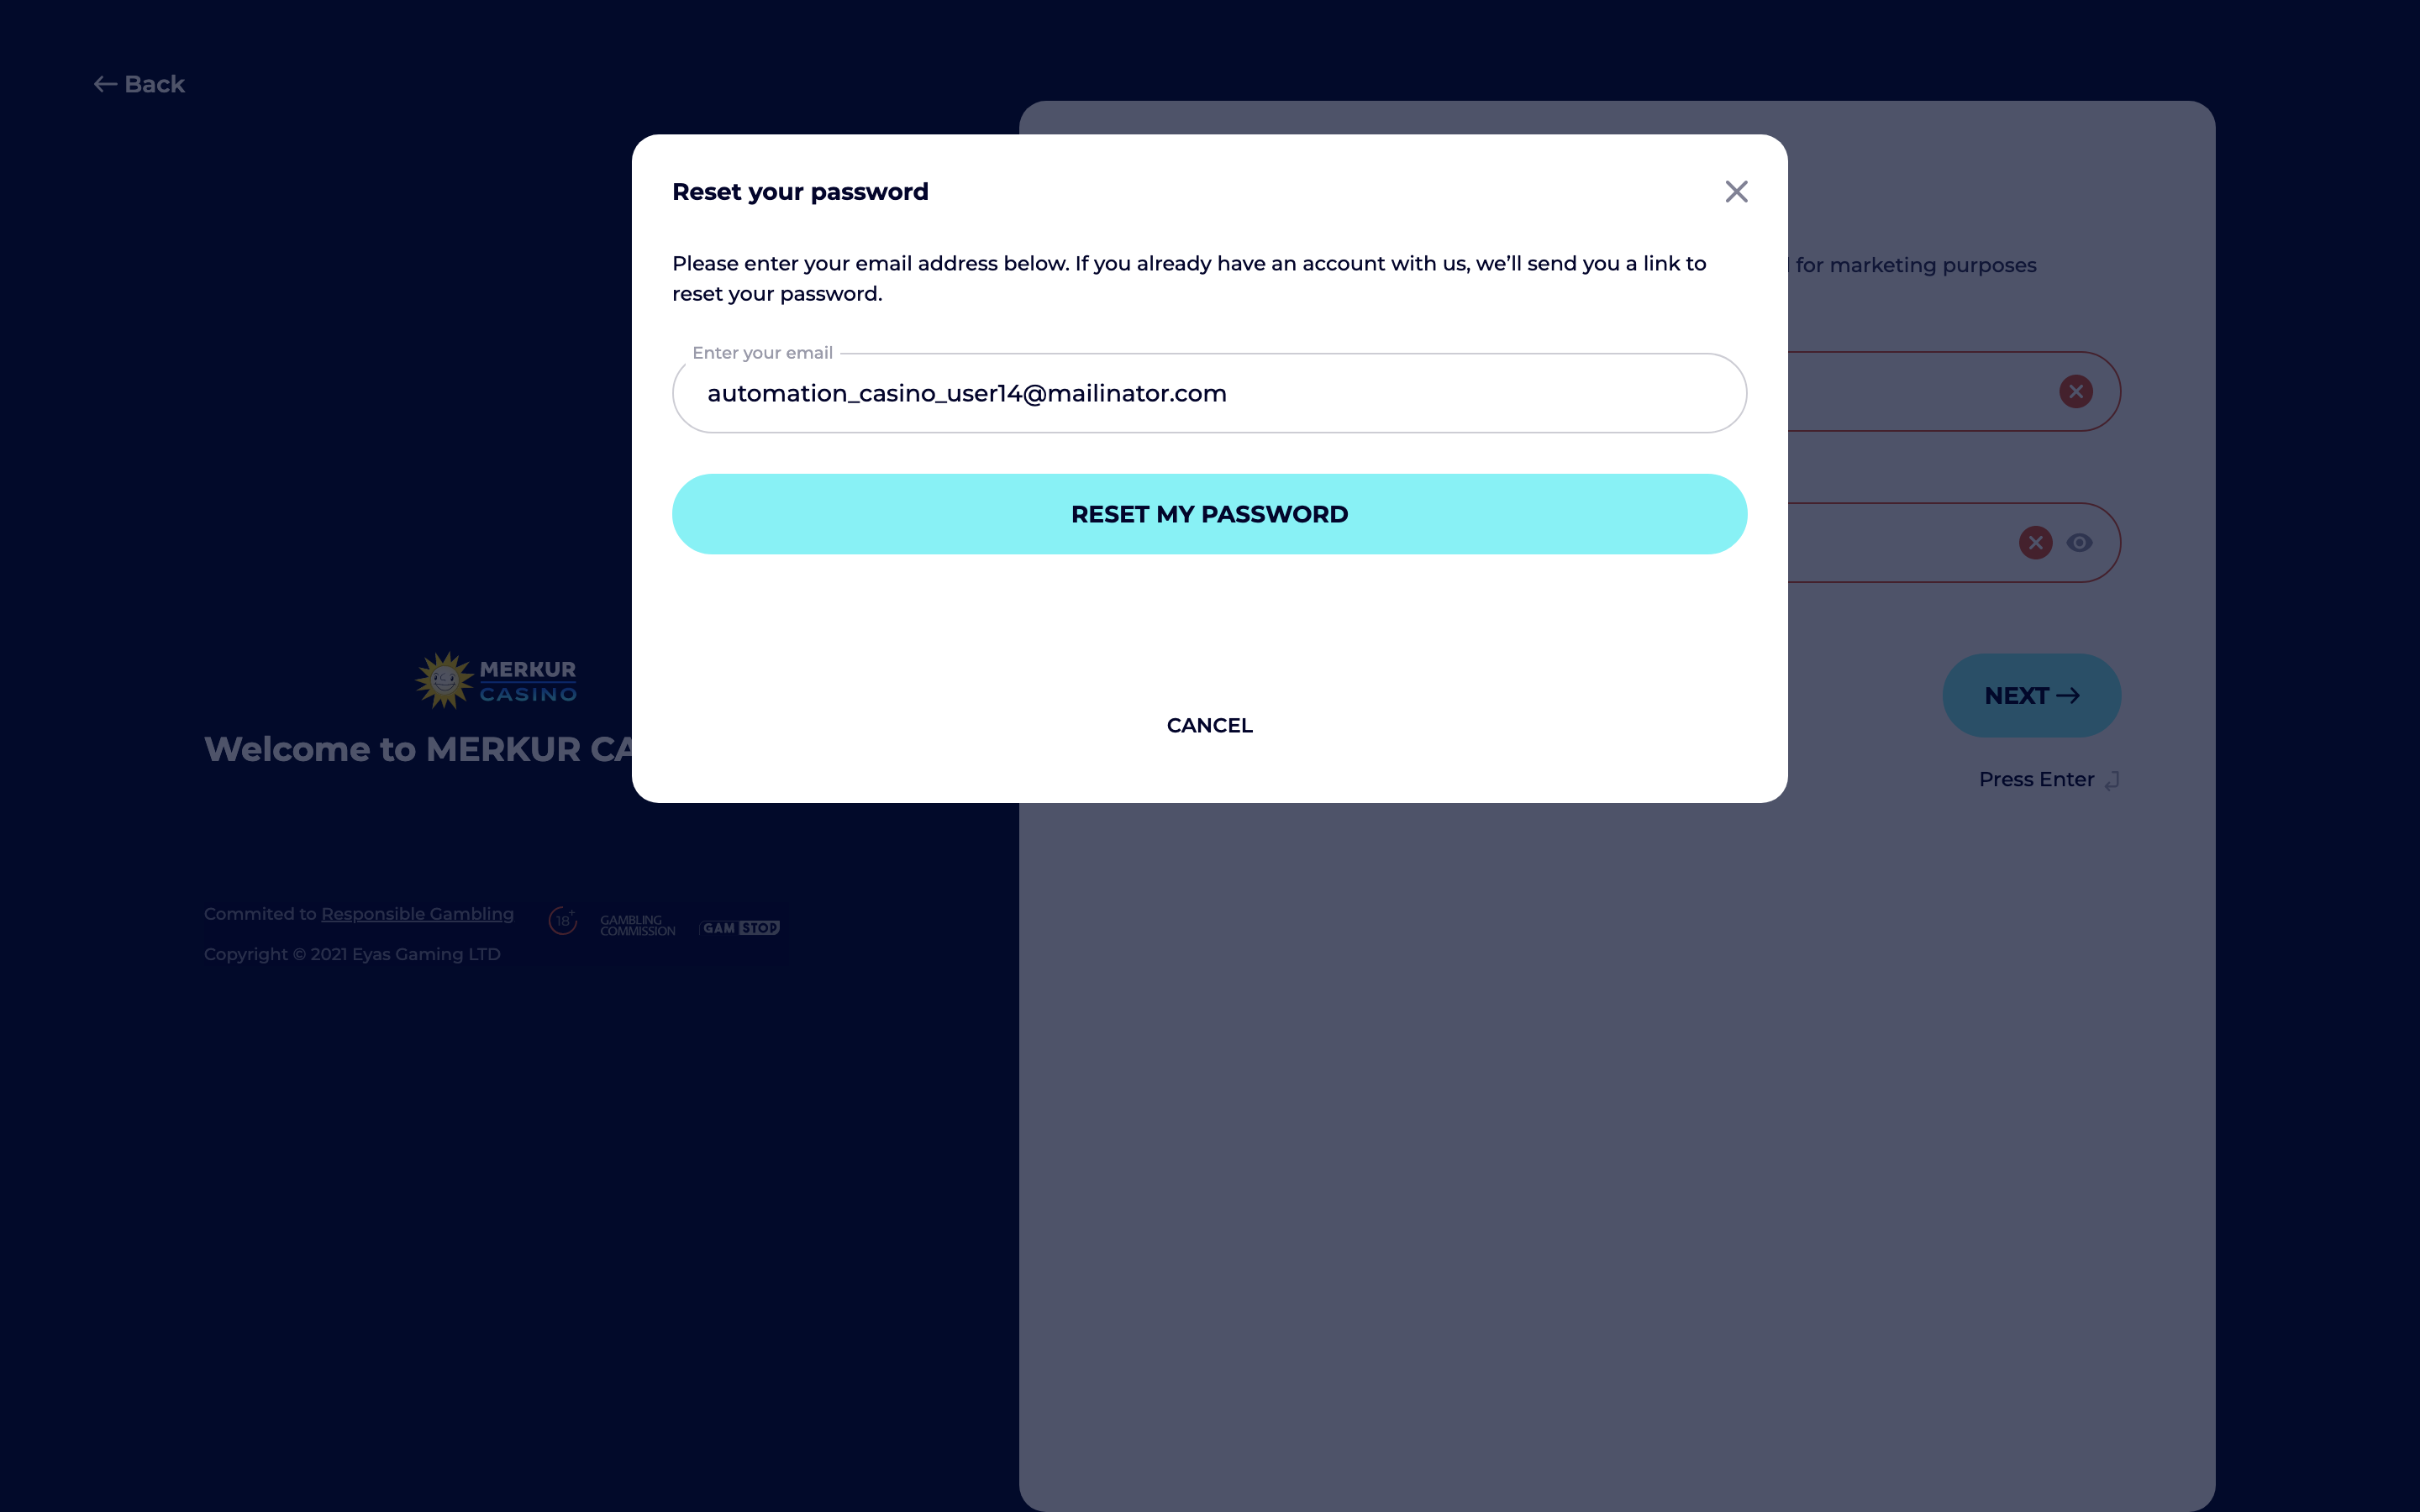 Back
Reset your password
Please enter your email address below. If you already have an account with us, we’ll send you a link to
reset your password.
for marketing purposes
Enter your email
automation_casino_user14@mailinator.com
RESET MY PASSWORD
CANCEL
NEXT
Press Enter
MERKUR
CASINO
Welcome to MERKUR CA
Commited to Responsible Gambling
18+
GAMBLING
COMMISSION
GAMSTOP
Copyright © 2021 Eyas Gaming LTD